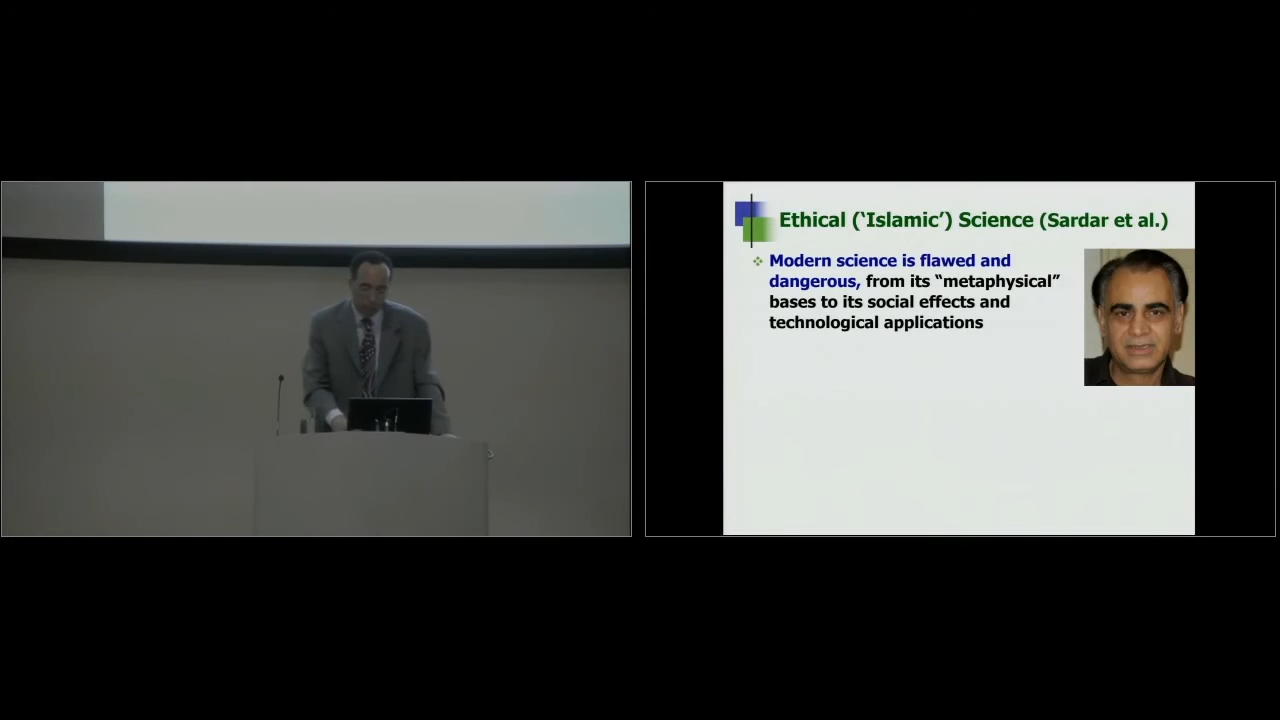 Ethical (‘Islamic’) Science (Sardar et al.)
Modern science is flawed and
dangerous, from its “metaphysical”
bases to its social effects and
technological applications